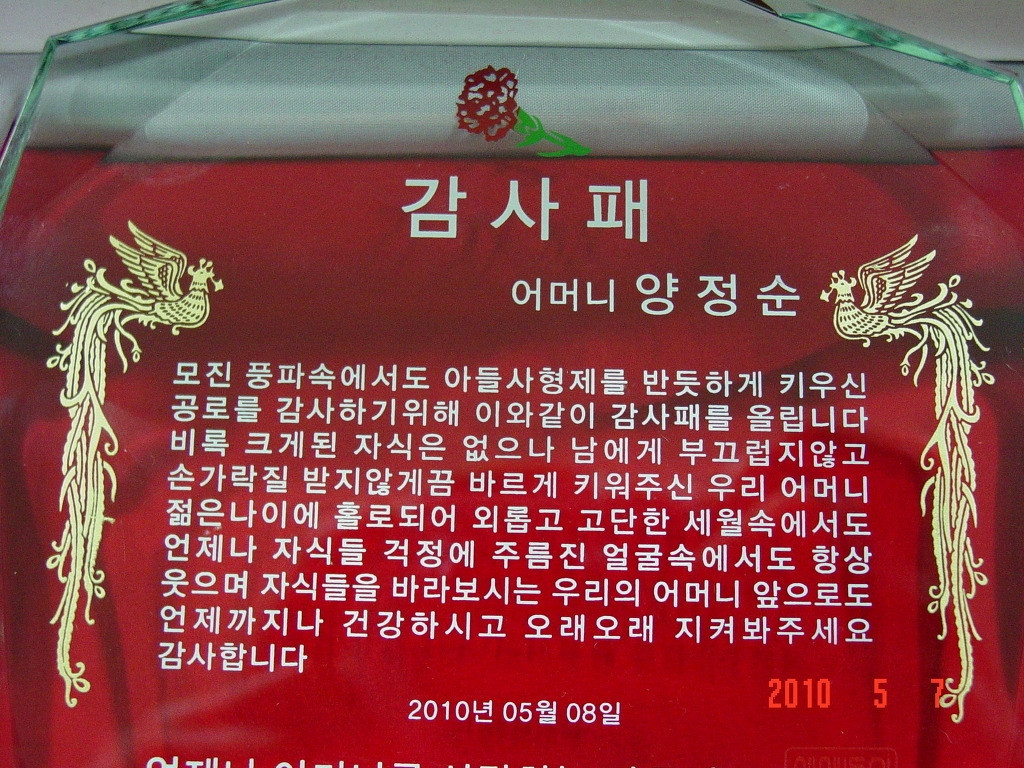 감사패
어머니 양정순
모진 풍파속에서도 아들사형제를 반듯하게 키우신
공로를 감사하기위해 이와같이 감사패를 올립니다
비록 크게된 자식은 없으나 남에게 부끄럽지않고
손가락질 받지않게끔 바르게 키워주신 우리 어머니
젊은나이에 홀로되어 외롭고 고단한 세월속에서도
언제나 자식들 걱정에 주름진 얼굴속에서도 항상
웃으며 자식들을 바라보시는 우리의 어머니 앞으로도
언제까지나 건강하시고 오래오래 지켜봐주세요
감사합니다
2010 5 7
2010년 05월 08일